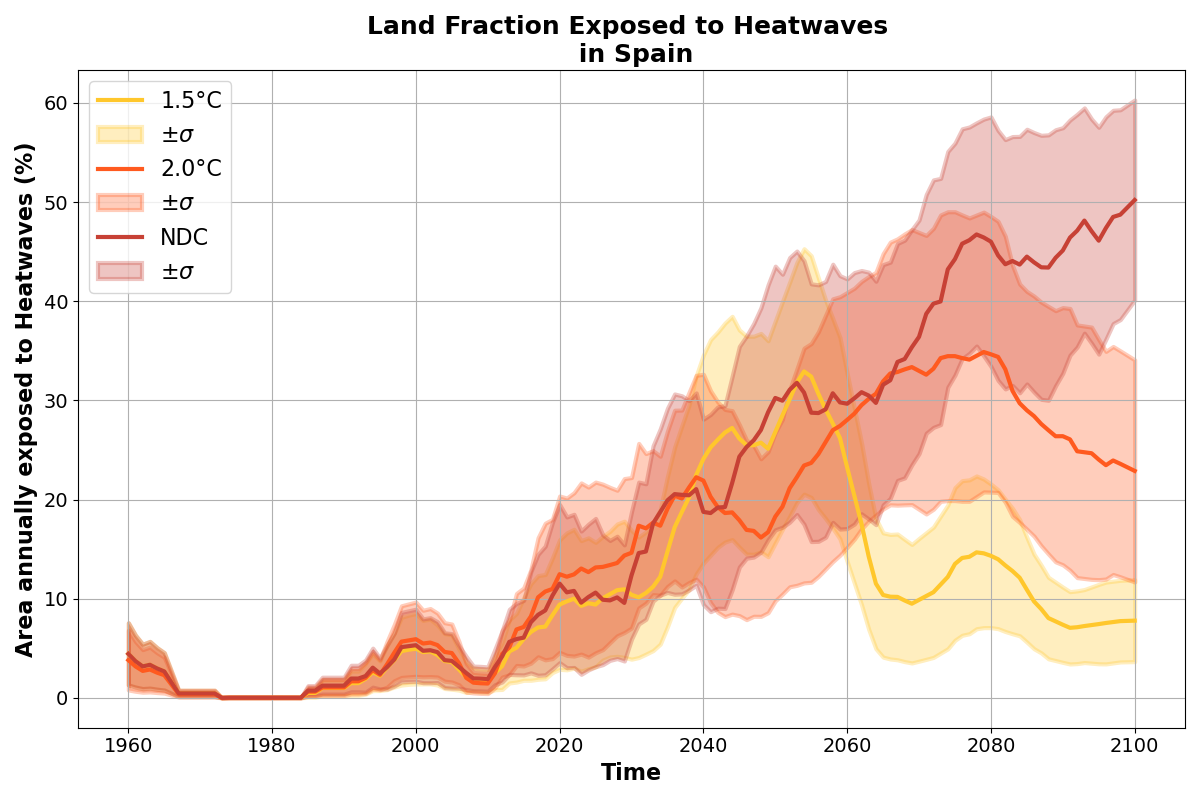 Land Fraction Exposed to Heatwaves
in Spain
1.5°C
±σ
2.0°C
±σ
NDC
±σ
Area annually exposed to Heatwaves (%)
60
50
40
30
20
10
0
1960 1980 2000 2020 2040 2060 2080 2100
Time